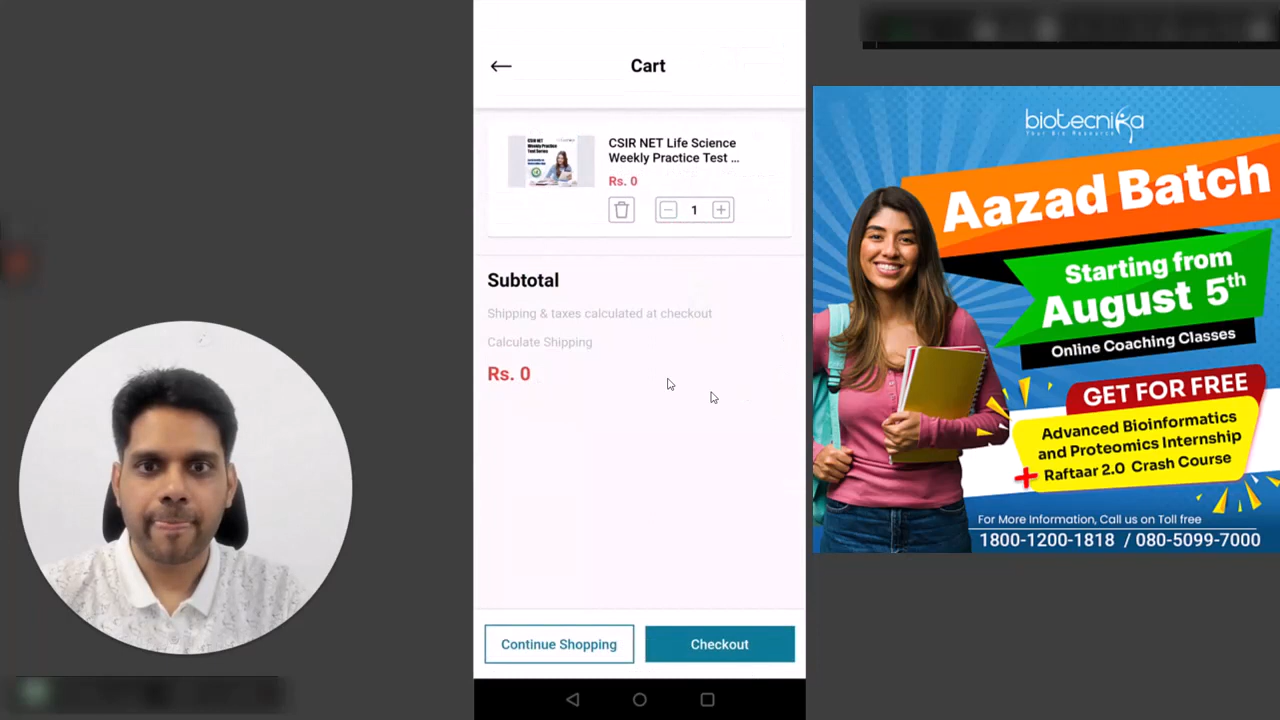 Cart
CSIR NET Life Science
Weekly Practice Test ...
Rs. 0
1
Subtotal
Shipping & taxes calculated at checkout
Calculate Shipping
Rs. 0
Continue Shopping
Checkout
biotecnika
Your Bio Resource
Aazad Batch
Starting from
August 5th
Online Coaching Classes
GET FOR FREE
Advanced Bioinformatics
and Proteomics Internship
+ Raftaar 2.0 Crash Course
For More Information, Call us on Toll free
1800-1200-1818 / 080-5099-7000